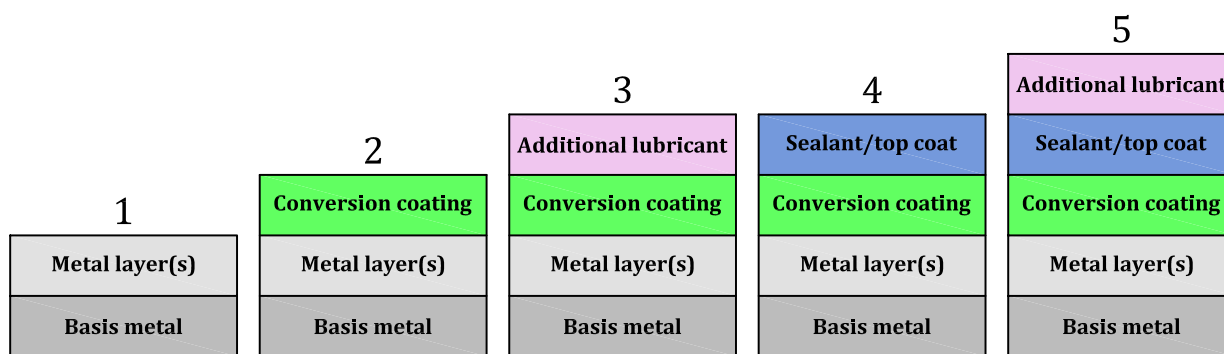 1
Metal layer(s)
Basis metal
2
Conversion coating
Metal layer(s)
Basis metal
3
Additional lubricant
Conversion coating
Metal layer(s)
Basis metal
4
Sealant/top coat
Conversion coating
Metal layer(s)
Basis metal
5
Additional lubricant
Sealant/top coat
Conversion coating
Metal layer(s)
Basis metal